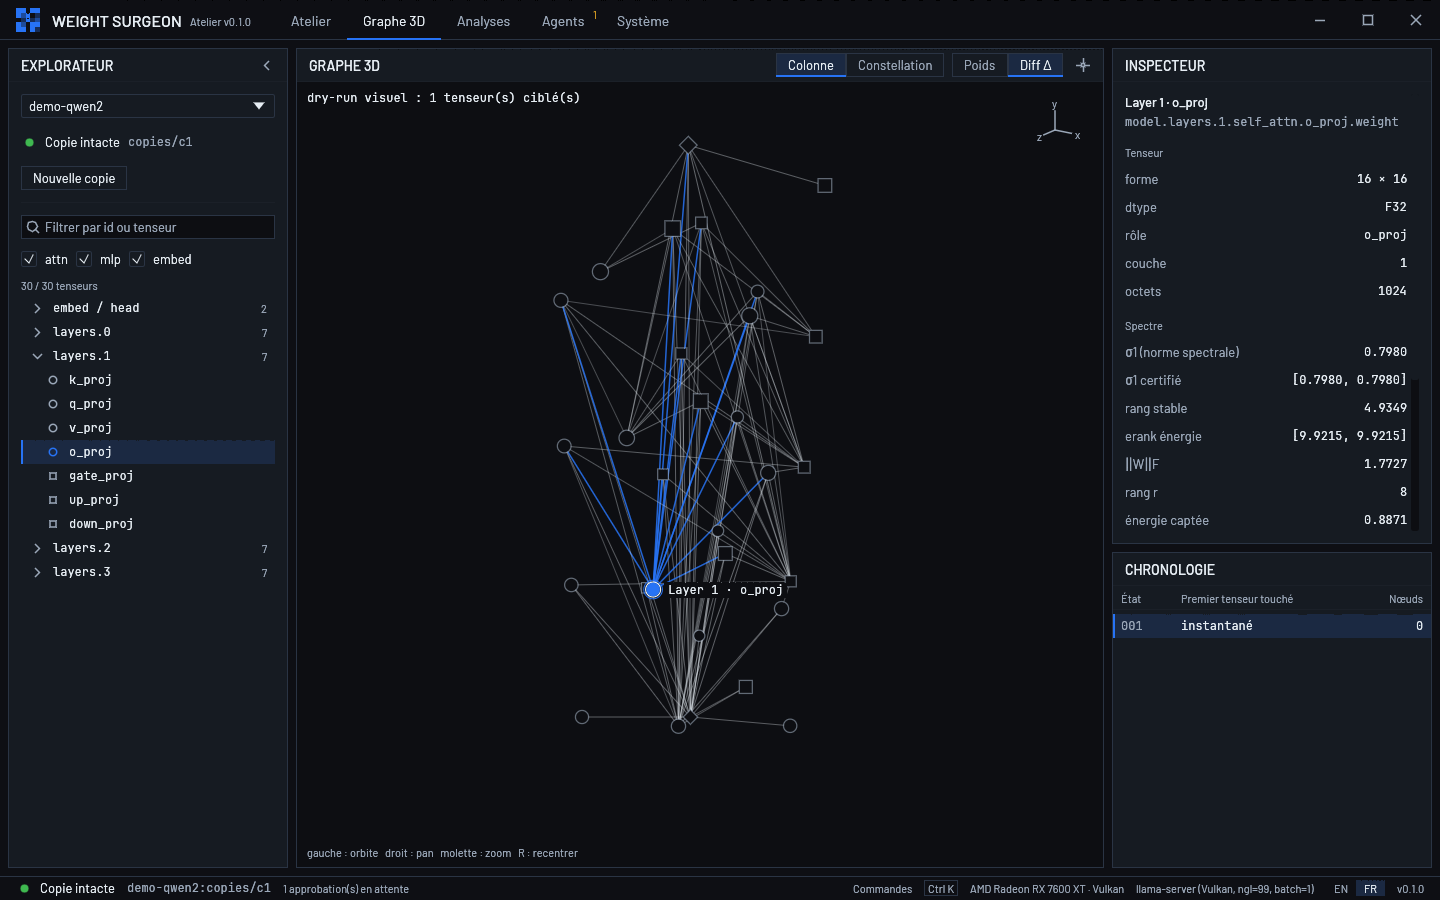 WEIGHT SURGEON Atelier v0.1.0 Atelier Graphe 3D Analyses Agents 1 Système
EXPLORATEUR
demo-qwen2
Copie intacte copies/c1
Nouvelle copie
Filtrer par id ou tenseur
attn mlp embed
30 / 30 tenseurs
embed / head 2
layers.0 7
layers.1 7
k_proj
q_proj
v_proj
o_proj
gate_proj
up_proj
down_proj
layers.2 7
layers.3 7
GRAPHE 3D Colonne Constellation Poids Diff Δ
dry-run visuel : 1 tenseur(s) ciblé(s)
y
z x
Layer 1 · o_proj
gauche : orbite droit : pan molette : zoom R : recentrer
INSPECTEUR
Layer 1 · o_proj
model.layers.1.self_attn.o_proj.weight
Tenseur
forme 16 × 16
dtype F32
rôle o_proj
couche 1
octets 1024
Spectre
σ1 (norme spectrale) 0.7980
σ1 certifié [0.7980, 0.7980]
rang stable 4.9349
erank énergie [9.9215, 9.9215]
||W||F 1.7727
rang r 8
énergie captée 0.8871
CHRONOLOGIE
État Premier tenseur touché Nœuds
001 instantané 0
Copie intacte demo-qwen2:copies/c1 1 approbation(s) en attente Commandes Ctrl K AMD Radeon RX 7600 XT · Vulkan llama-server (Vulkan, ngl=99, batch=1) EN FR v0.1.0